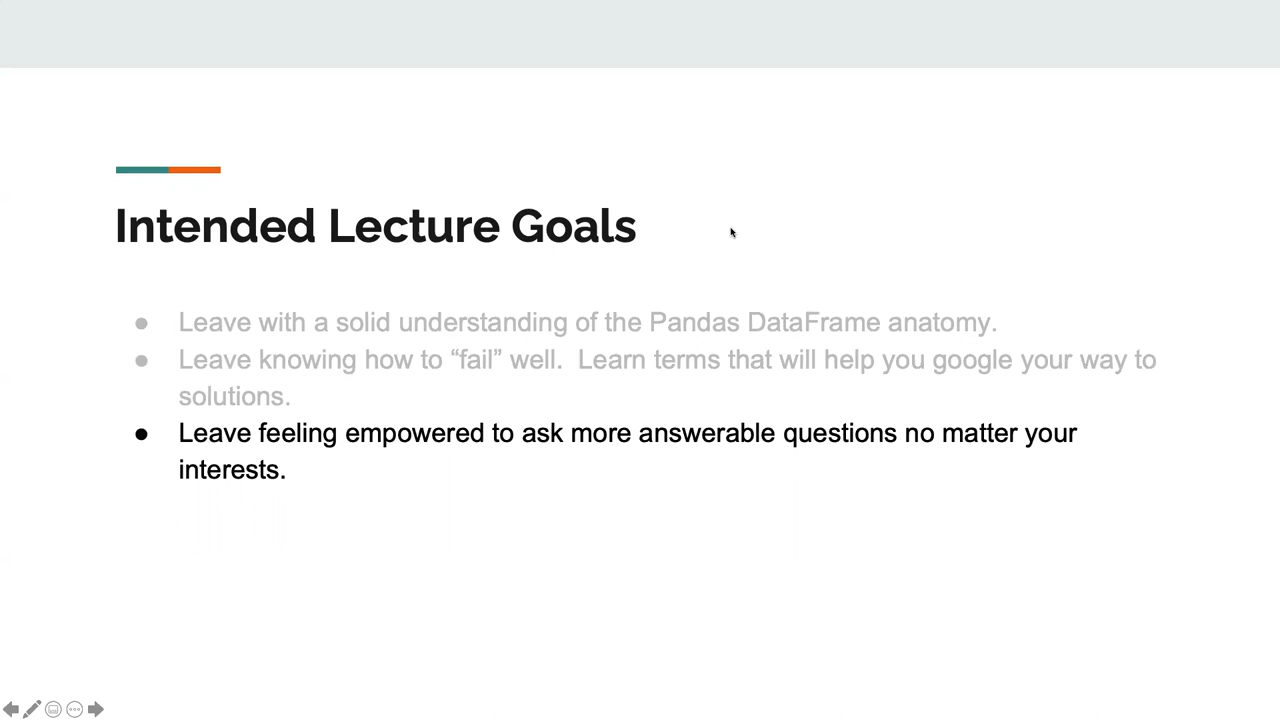 Intended Lecture Goals
● Leave with a solid understanding of the Pandas DataFrame anatomy.
● Leave knowing how to “fail” well.  Learn terms that will help you google your way to
solutions.
● Leave feeling empowered to ask more answerable questions no matter your
interests.